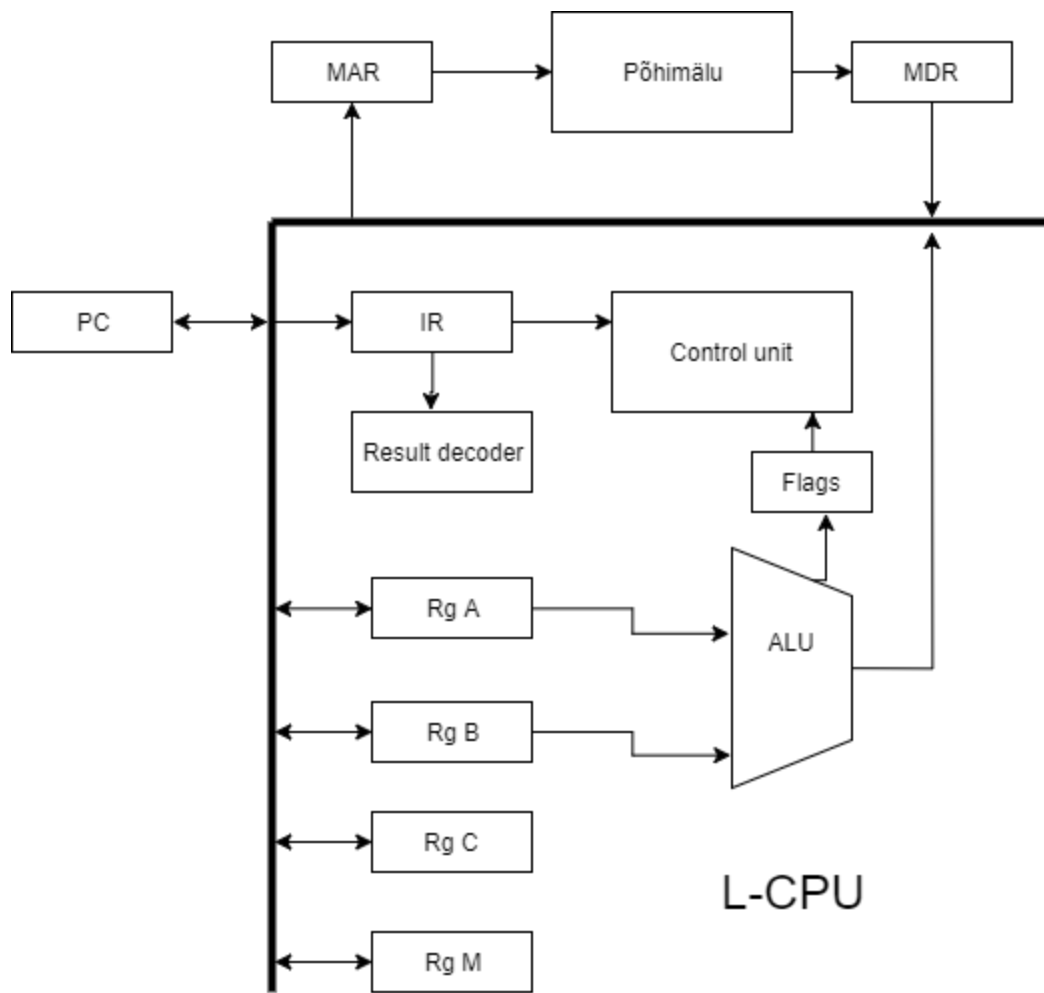 MAR
Põhimälu
MDR
PC
IR
Control unit
Result decoder
Flags
Rg A
ALU
Rg B
Rg C
L-CPU
Rg M